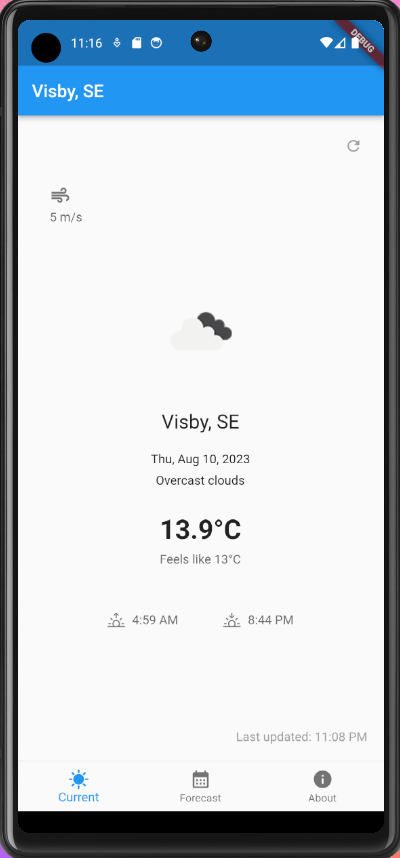 11:16
DEBUG
Visby, SE
5 m/s
Visby, SE
Thu, Aug 10, 2023
Overcast clouds
13.9°C
Feels like 13°C
4:59 AM 8:44 PM
Last updated: 11:08 PM
Current Forecast About